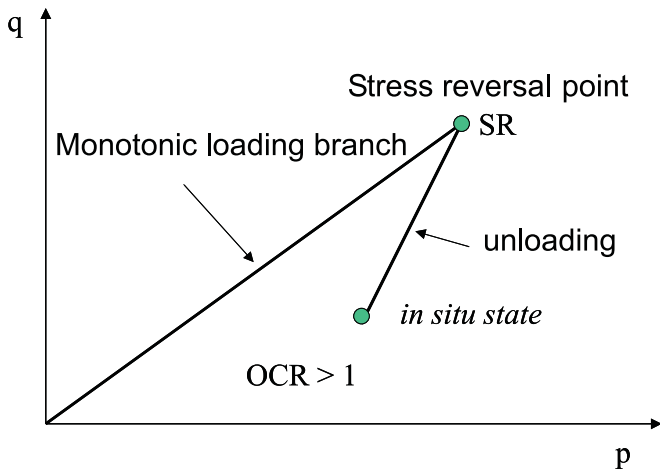 q
Stress reversal point
SR
Monotonic loading branch
unloading
in situ state
OCR > 1
p